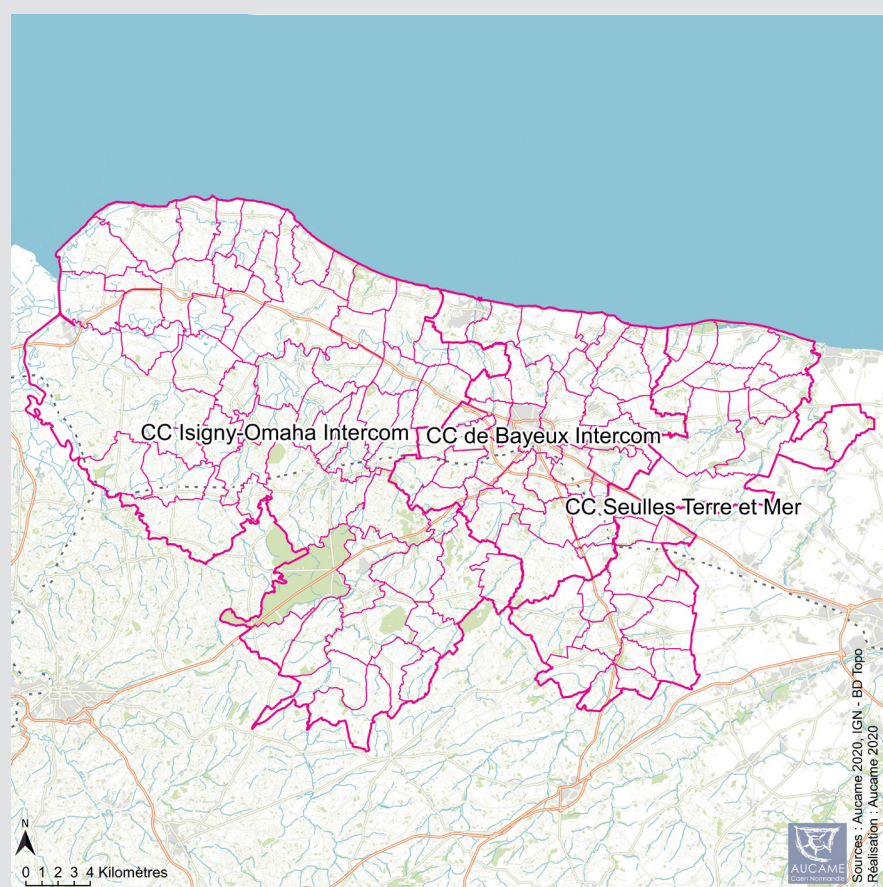 CC Isigny-Omaha Intercom
CC de Bayeux Intercom
CC Seulles Terre et Mer
N
0 1 2 3 4 Kilomètres
AUCAME
Caen Normandie
Sources : Aucame 2020, IGN - BD Topo
Réalisation : Aucame 2020